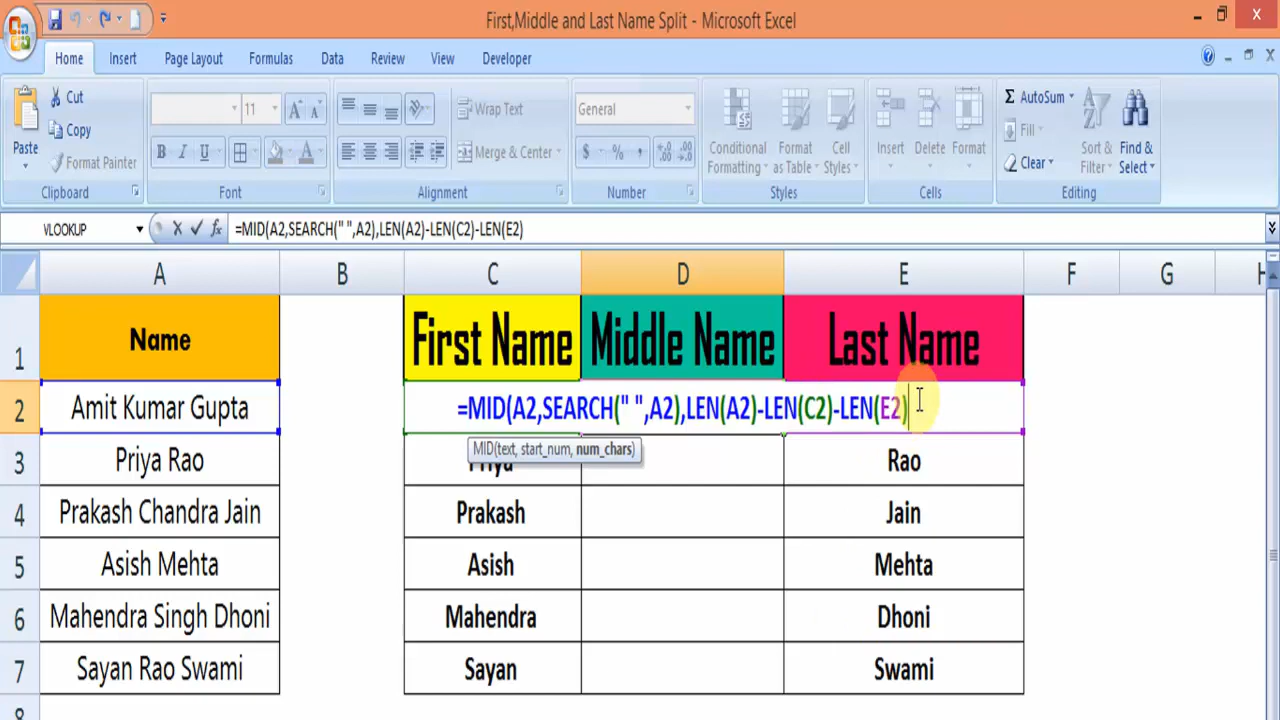 First,Middle and Last Name Split - Microsoft Excel
Home Insert Page Layout Formulas Data Review View Developer
Paste Cut Copy Format Painter
11
Wrap Text
Merge & Center
General
Conditional Formatting Format as Table Cell Styles
Insert Delete Format
Σ AutoSum Fill Clear
Sort & Filter Find & Select
Clipboard Font Alignment Number Styles Cells Editing
VLOOKUP =MID(A2,SEARCH(" ",A2),LEN(A2)-LEN(C2)-LEN(E2)
A B C D E F G H
1 Name First Name Middle Name Last Name
2 Amit Kumar Gupta =MID(A2,SEARCH(" ",A2),LEN(A2)-LEN(C2)-LEN(E2)
MID(text, start_num, num_chars)
3 Priya Rao Priya Rao
4 Prakash Chandra Jain Prakash Jain
5 Asish Mehta Asish Mehta
6 Mahendra Singh Dhoni Mahendra Dhoni
7 Sayan Rao Swami Sayan Swami
8